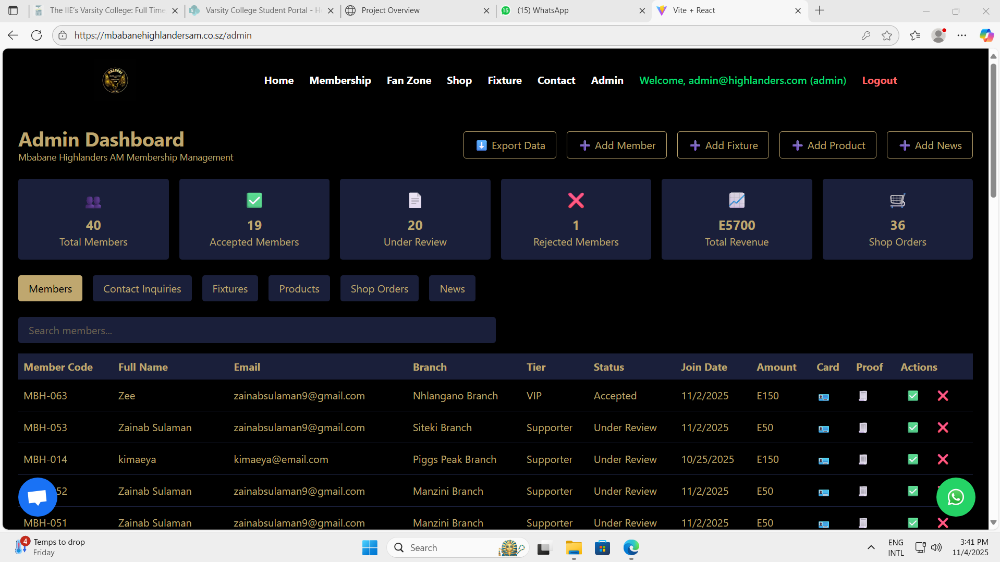 The IIE's Varsity College: Full Time
Varsity College Student Portal - H
Project Overview
15
(15) WhatsApp
Vite + React
https://mbabanehighlandersam.co.sz/admin
MBABANE
Home
Membership
Fan Zone
Shop
Fixture
Contact
Admin
Welcome, admin@highlanders.com (admin)
Logout
Admin Dashboard
Mbabane Highlanders AM Membership Management
Export Data
Add Member
Add Fixture
Add Product
Add News
40
Total Members
19
Accepted Members
20
Under Review
1
Rejected Members
E5700
Total Revenue
36
Shop Orders
Members
Contact Inquiries
Fixtures
Products
Shop Orders
News
Search members...
Member Code Full Name Email Branch Tier Status Join Date Amount Card Proof Actions
MBH-063 Zee zainabsulaman9@gmail.com Nhlangano Branch VIP Accepted 11/2/2025 E150
MBH-053 Zainab Sulaman zainabsulaman9@gmail.com Siteki Branch Supporter Under Review 11/2/2025 E50
MBH-014 kimaeya kimaeya@email.com Piggs Peak Branch Supporter Under Review 10/25/2025 E150
52 Zainab Sulaman zainabsulaman9@gmail.com Manzini Branch Supporter Under Review 11/2/2025 E50
MBH-051 Zainab Sulaman zainabsulaman9@gmail.com Manzini Branch Supporter Under Review 11/2/2025 E50
4
Temps to drop
Friday
Search
ENG
INTL
3:41 PM
11/4/2025